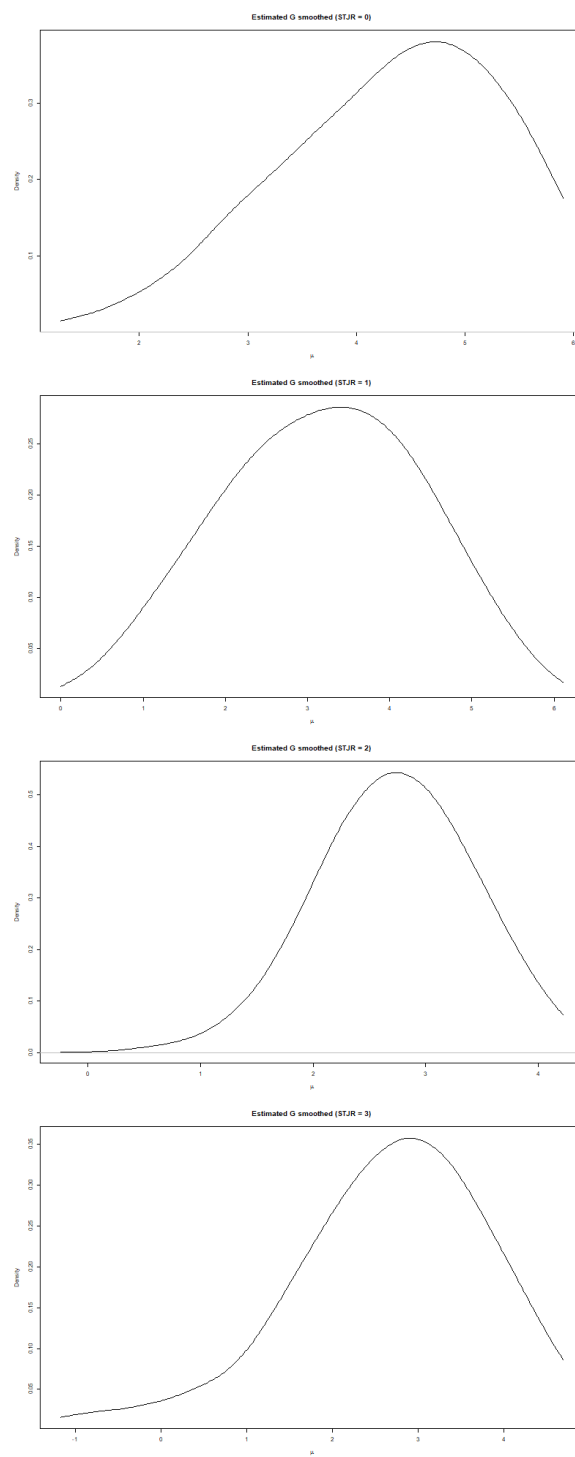 Estimated G smoothed (STJR = 0)
Density
0.3
0.2
0.1
2 3 4 5 6
μ
Estimated G smoothed (STJR = 1)
Density
0.25
0.20
0.15
0.10
0.05
0 1 2 3 4 5 6
μ
Estimated G smoothed (STJR = 2)
Density
0.5
0.4
0.3
0.2
0.1
0.0
0 1 2 3 4
μ
Estimated G smoothed (STJR = 3)
Density
0.35
0.30
0.25
0.20
0.15
0.10
0.05
-1 0 1 2 3 4
μ